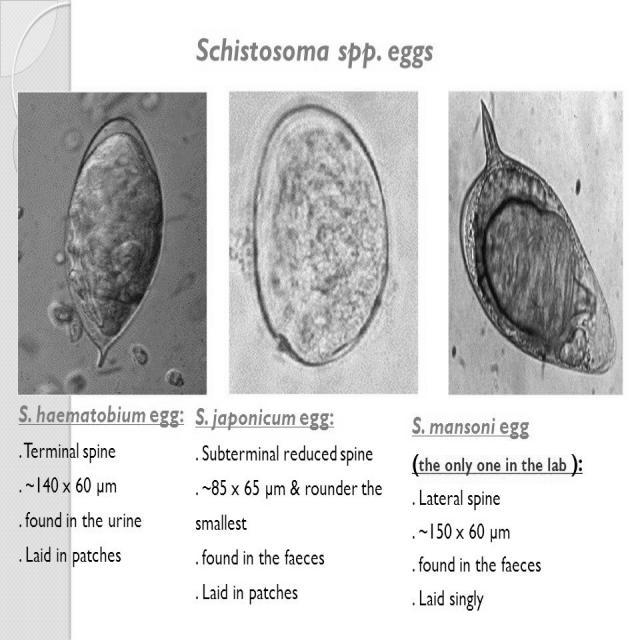 Schistosoma spp. eggs
S. haematobium egg:
. Terminal spine
. ~140 x 60 µm
. found in the urine
. Laid in patches
S. japonicum egg:
. Subterminal reduced spine
. ~85 x 65 µm & rounder the
smallest
. found in the faeces
. Laid in patches
S. mansoni egg
(the only one in the lab ):
. Lateral spine
. ~150 x 60 µm
. found in the faeces
. Laid singly